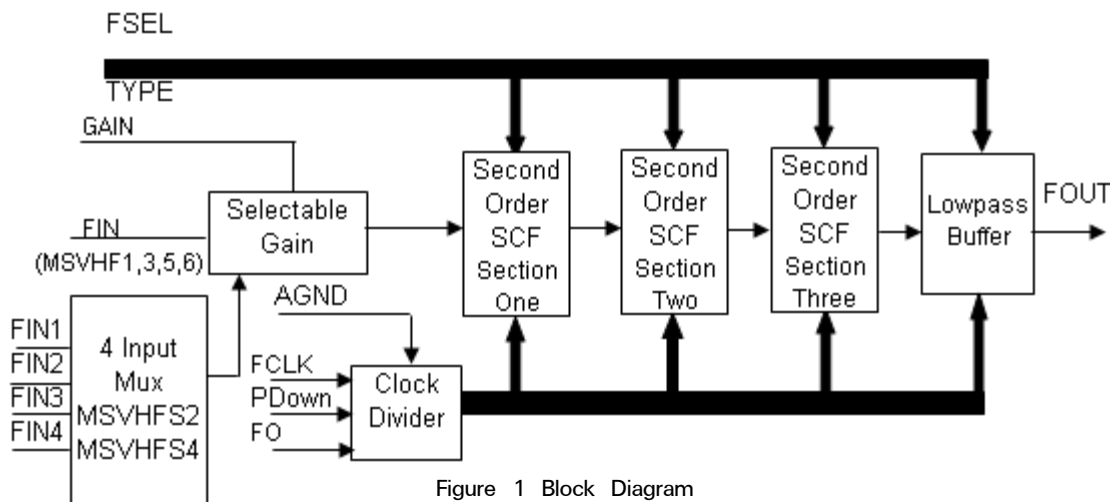 FSEL
TYPE
GAIN
FIN
(MSVHF1,3,5,6)
Selectable
Gain
FIN1
FIN2
FIN3
FIN4
4 Input
Mux
MSVHFS2
MSVHFS4
AGND
FCLK
PDown
FO
Clock
Divider
Second
Order
SCF
Section
One
Second
Order
SCF
Section
Two
Second
Order
SCF
Section
Three
Lowpass
Buffer
FOUT
Figure 1 Block Diagram